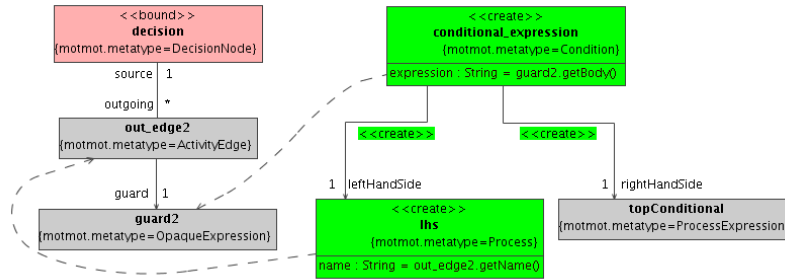 <<bound>>
decision
{motmot.metatype=DecisionNode}
source 1
outgoing *
out_edge2
{motmot.metatype=ActivityEdge}
guard 1
guard2
{motmot.metatype=OpaqueExpression}
<<create>>
conditional_expression
{motmot.metatype=Condition}
expression : String = guard2.getBody()
<<create>>
<<create>>
1 leftHandSide
1 rightHandSide
<<create>>
lhs
{motmot.metatype=Process}
name : String = out_edge2.getName()
topConditional
{motmot.metatype=ProcessExpression}